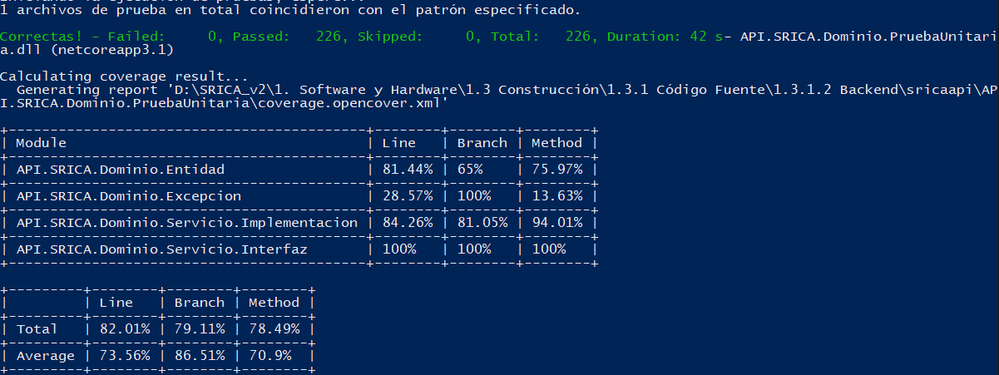 1 archivos de prueba en total coincidieron con el patrón especificado.
Correctas! - Failed:     0, Passed:   226, Skipped:     0, Total:   226, Duration: 42 s- API.SRICA.Dominio.PruebaUnitari
a.dll (netcoreapp3.1)
Calculating coverage result...
  Generating report 'D:\SRICA_v2\1. Software y Hardware\1.3 Construcción\1.3.1 Código Fuente\1.3.1.2 Backend\sricaapi\AP
I.SRICA.Dominio.PruebaUnitaria\coverage.opencover.xml'
+-----------------------------------------+--------+--------+--------+
| Module                                  | Line   | Branch | Method |
+-----------------------------------------+--------+--------+--------+
| API.SRICA.Dominio.Entidad               | 81.44% | 65%    | 75.97% |
+-----------------------------------------+--------+--------+--------+
| API.SRICA.Dominio.Excepcion             | 28.57% | 100%   | 13.63% |
+-----------------------------------------+--------+--------+--------+
| API.SRICA.Dominio.Servicio.Implementacion | 84.26% | 81.05% | 94.01% |
+-----------------------------------------+--------+--------+--------+
| API.SRICA.Dominio.Servicio.Interfaz     | 100%   | 100%   | 100%   |
+-----------------------------------------+--------+--------+--------+
+---------+--------+--------+--------+
|         | Line   | Branch | Method |
+---------+--------+--------+--------+
| Total   | 82.01% | 79.11% | 78.49% |
+---------+--------+--------+--------+
| Average | 73.56% | 86.51% | 70.9%  |
+---------+--------+--------+--------+